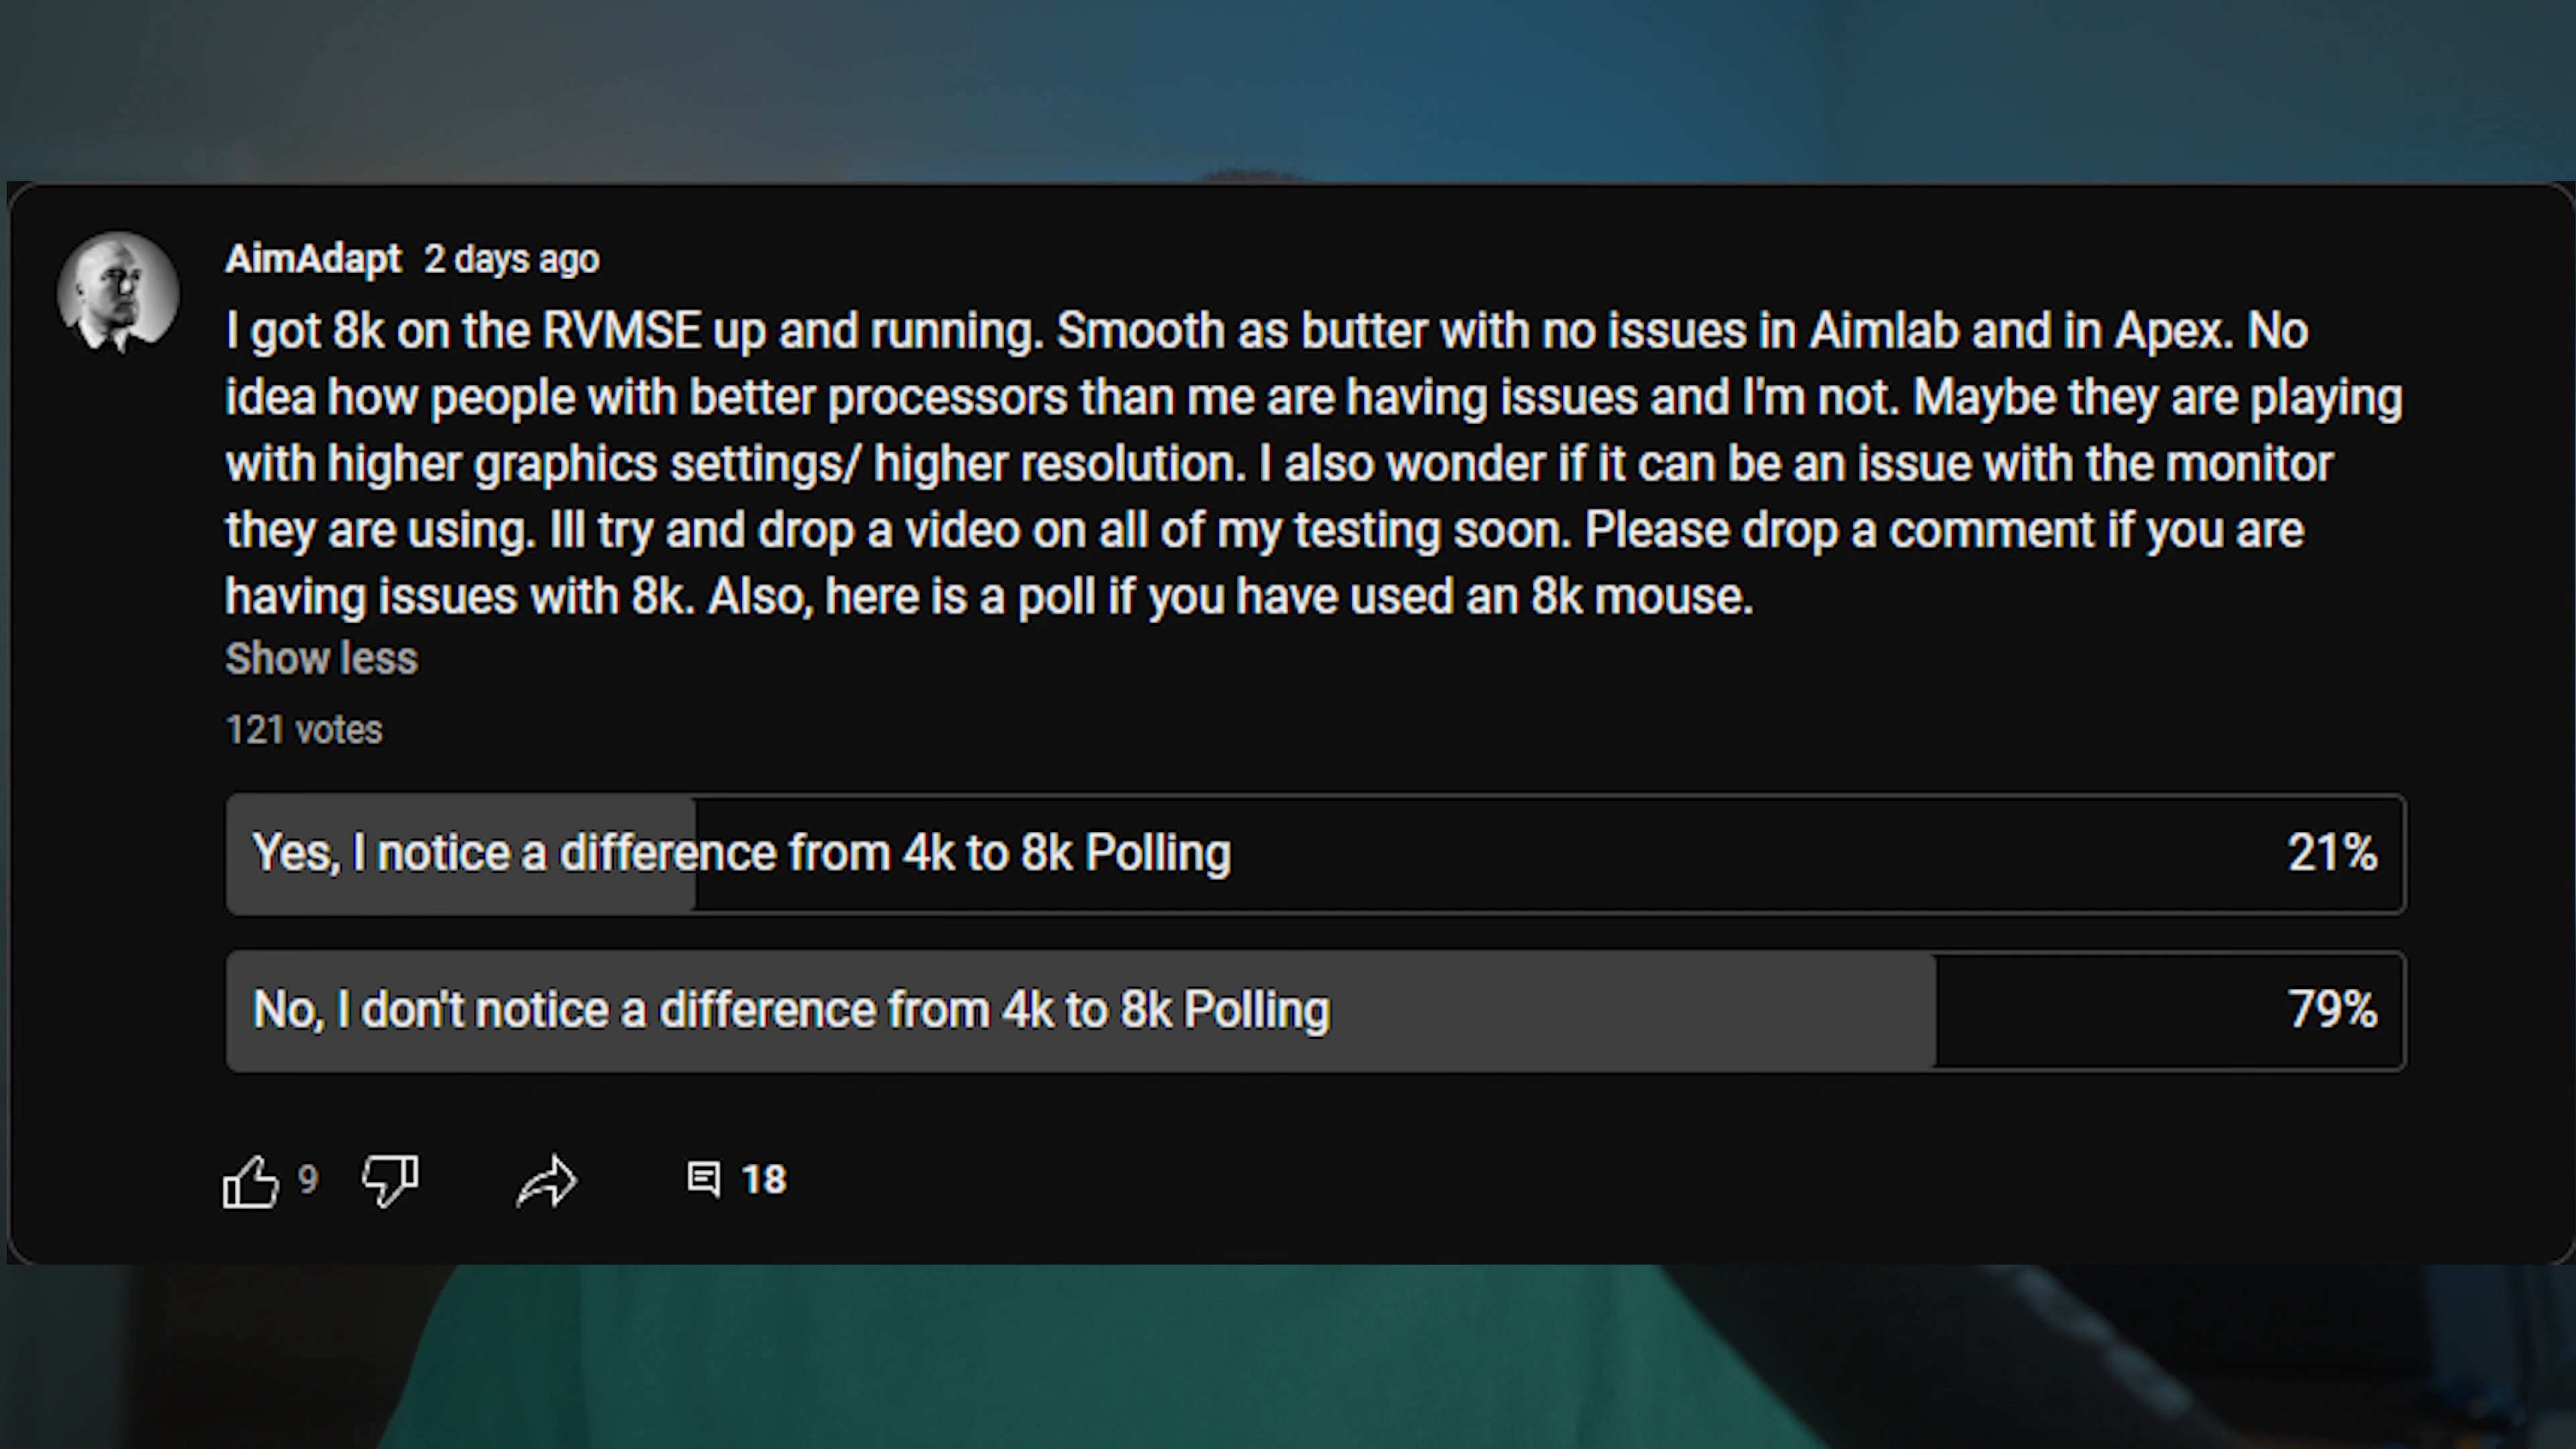 AimAdapt 2 days ago
I got 8k on the RVMSE up and running. Smooth as butter with no issues in Aimlab and in Apex. No
idea how people with better processors than me are having issues and I'm not. Maybe they are playing
with higher graphics settings/ higher resolution. I also wonder if it can be an issue with the monitor
they are using. Ill try and drop a video on all of my testing soon. Please drop a comment if you are
having issues with 8k. Also, here is a poll if you have used an 8k mouse.
Show less
121 votes
Yes, I notice a difference from 4k to 8k Polling 21%
No, I don't notice a difference from 4k to 8k Polling 79%
9 18